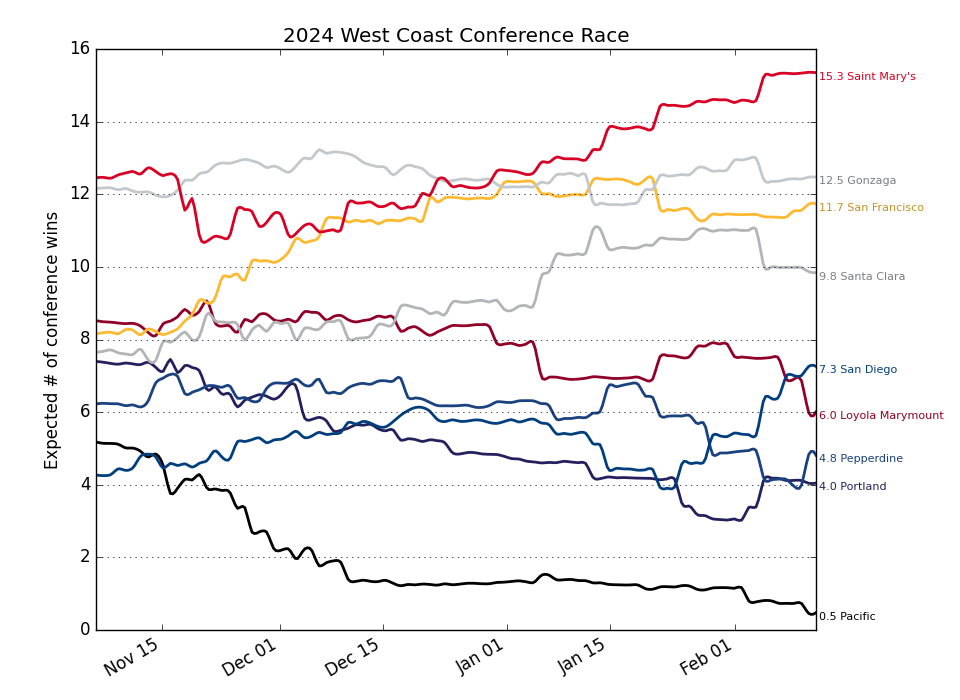 2024 West Coast Conference Race
Expected # of conference wins
16
14
12
10
8
6
4
2
0
Nov 15
Dec 01
Dec 15
Jan 01
Jan 15
Feb 01
15.3 Saint Mary's
12.5 Gonzaga
11.7 San Francisco
9.8 Santa Clara
7.3 San Diego
6.0 Loyola Marymount
4.8 Pepperdine
4.0 Portland
0.5 Pacific